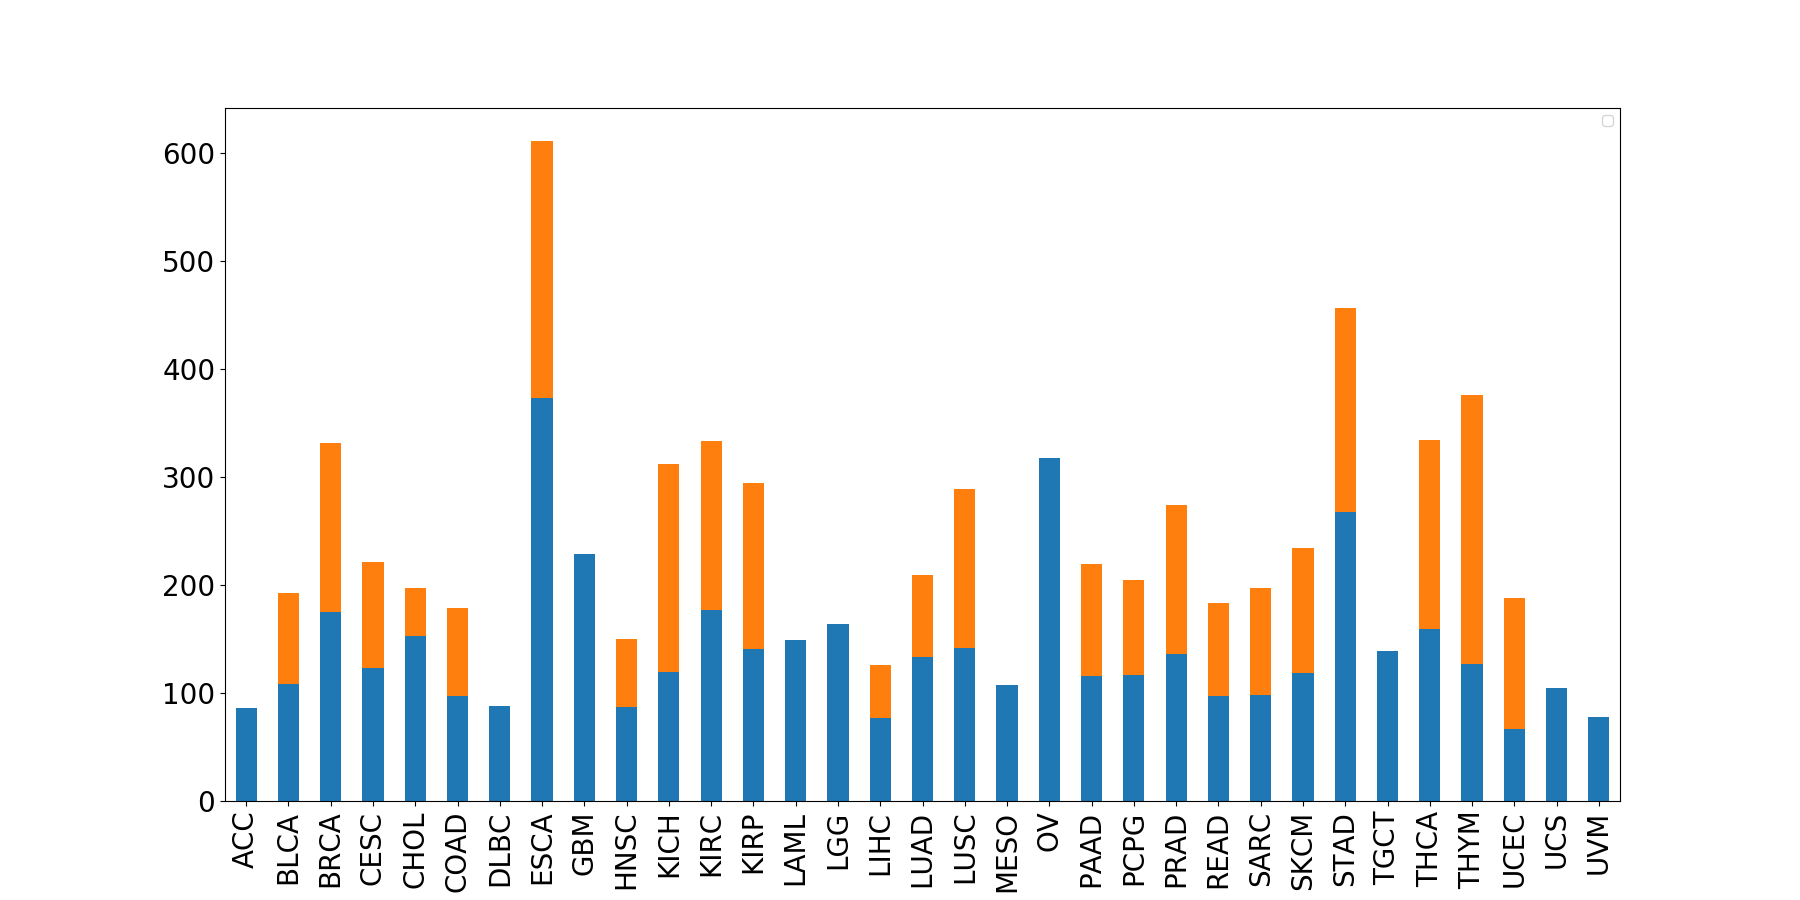 600
500
400
300
200
100
0
ACC
BLCA
BRCA
CESC
CHOL
COAD
DLBC
ESCA
GBM
HNSC
KICH
KIRC
KIRP
LAML
LGG
LIHC
LUAD
LUSC
MESO
OV
PAAD
PCPG
PRAD
READ
SARC
SKCM
STAD
TGCT
THCA
THYM
UCEC
UCS
UVM